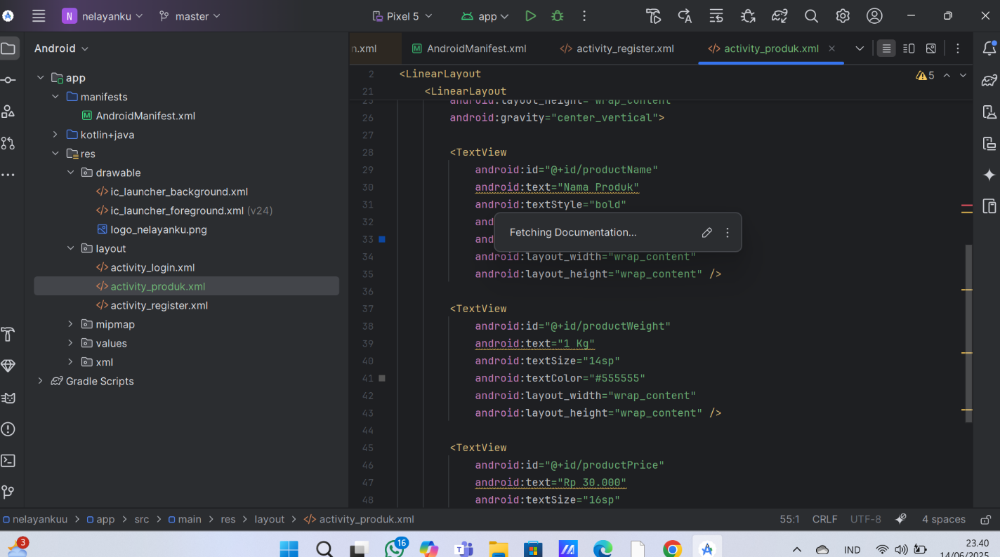 N nelayanku master Pixel 5 app
Android
app
manifests
AndroidManifest.xml
kotlin+java
res
drawable
ic_launcher_background.xml
ic_launcher_foreground.xml (v24)
logo_nelayanku.png
layout
activity_login.xml
activity_produk.xml
activity_register.xml
mipmap
values
xml
Gradle Scripts
n.xml AndroidManifest.xml activity_register.xml activity_produk.xml
5
2 <LinearLayout
21 <LinearLayout
25 android:layout_height="wrap_content"
26 android:gravity="center_vertical">
27
28 <TextView
29 android:id="@+id/productName"
30 android:text="Nama Produk"
31 android:textStyle="bold"
32 and
33 and
Fetching Documentation...
34 android:layout_width="wrap_content"
35 android:layout_height="wrap_content" />
36
37 <TextView
38 android:id="@+id/productWeight"
39 android:text="1 Kg"
40 android:textSize="14sp"
41 android:textColor="#555555"
42 android:layout_width="wrap_content"
43 android:layout_height="wrap_content" />
44
45 <TextView
46 android:id="@+id/productPrice"
47 android:text="Rp 30.000"
48 android:textSize="16sp"
nelayankuu > app > src > main > res > layout > activity_produk.xml 55:1 CRLF UTF-8 4 spaces
3 16 IND 23.40
14/06/2025